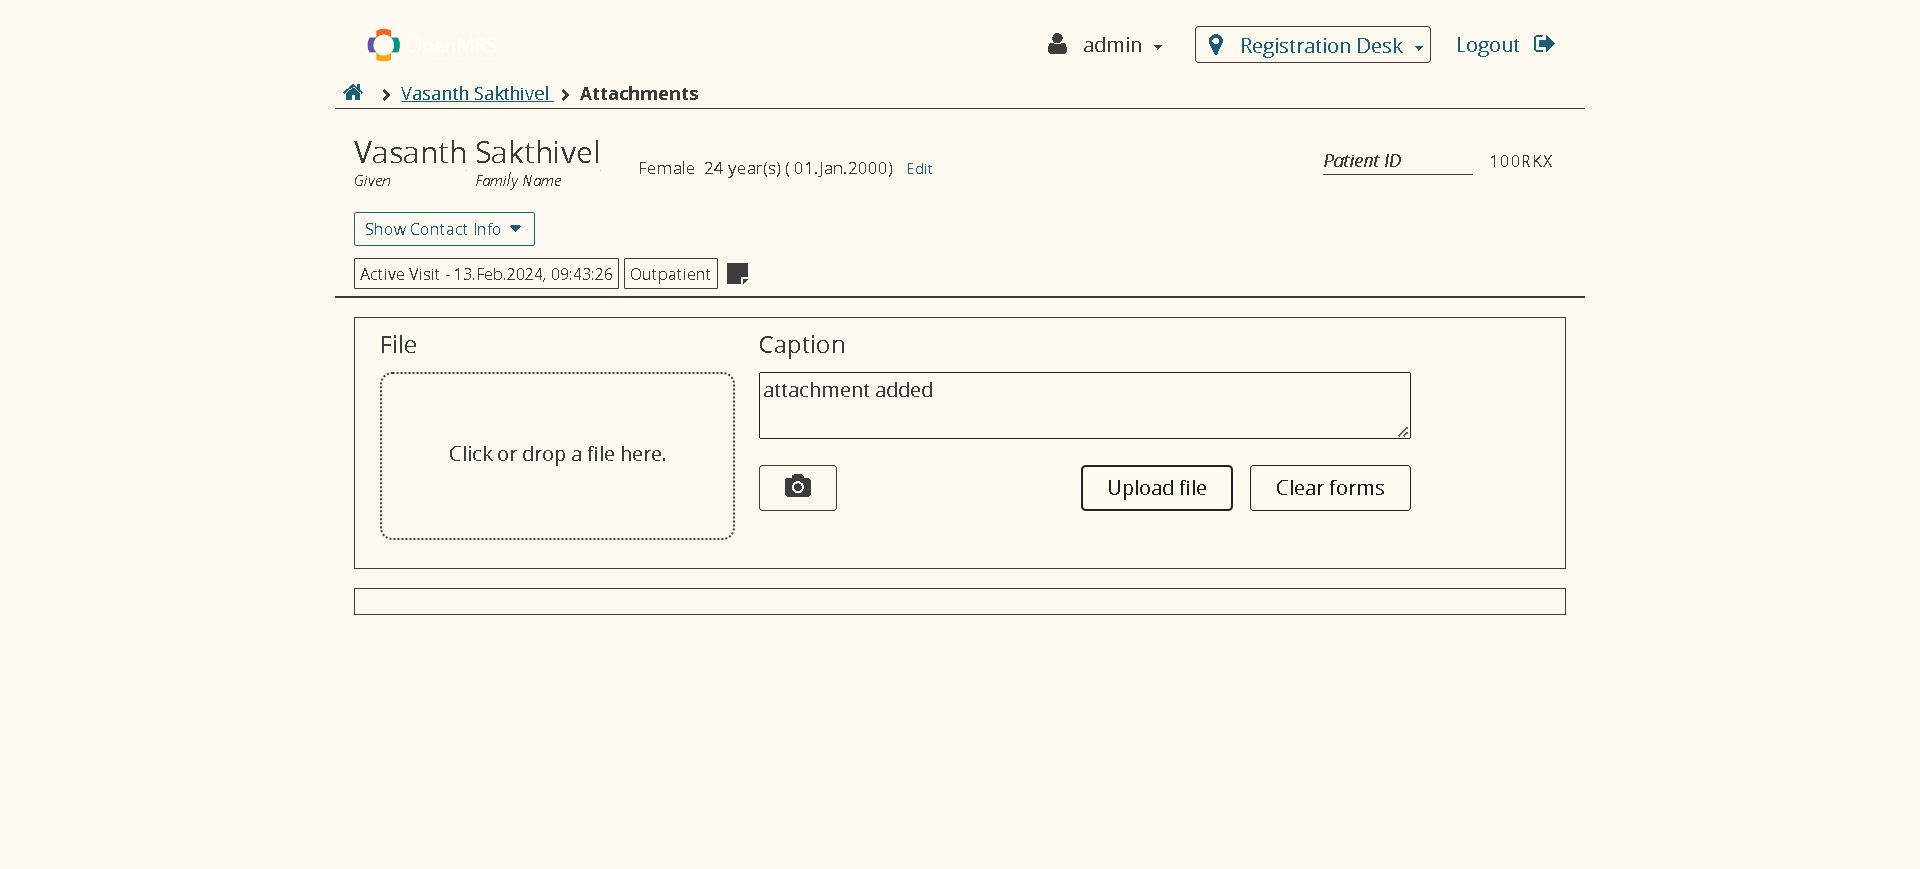 OpenMRS
admin
Registration Desk
Logout
Vasanth Sakthivel
Attachments
Vasanth Sakthivel
Given
Family Name
Female 24 year(s) ( 01.Jan.2000) Edit
Patient ID 100RKX
Show Contact Info
Active Visit - 13.Feb.2024, 09:43:26
Outpatient
File
Caption
attachment added
Click or drop a file here.
Upload file
Clear forms